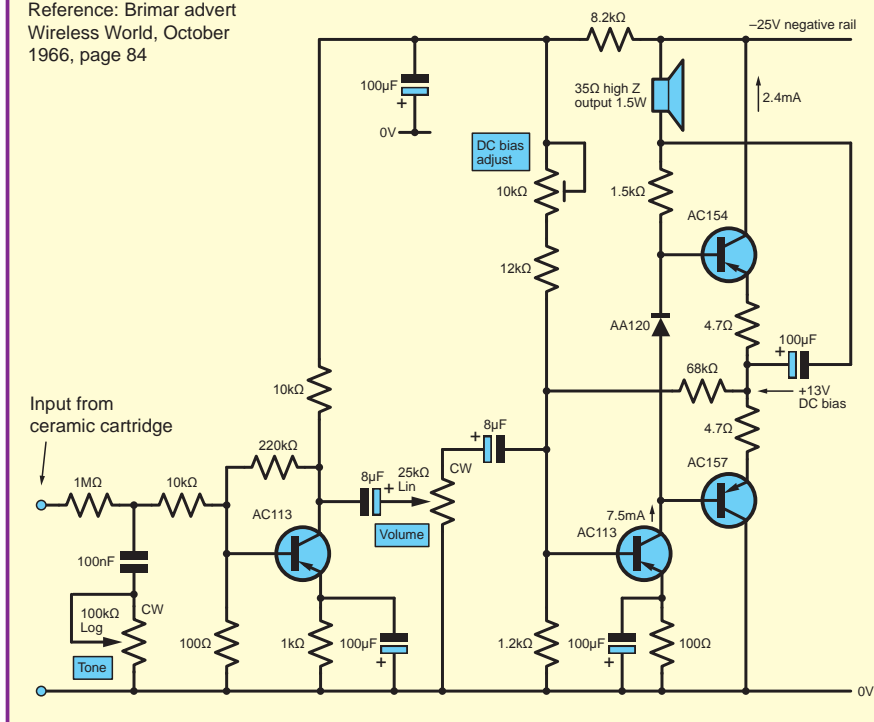 Reference: Brimar advert
Wireless World, October
1966, page 84
8.2kΩ
–25V negative rail
100µF
+
0V
35Ω high Z
output 1.5W
2.4mA
DC bias
adjust
10kΩ
1.5kΩ
AC154
12kΩ
AA120
4.7Ω
100µF
+
68kΩ
+13V
DC bias
10kΩ
Input from
ceramic cartridge
220kΩ
8µF
+
4.7Ω
1MΩ
10kΩ
8µF
+
25kΩ
Lin
CW
AC157
AC113
Volume
7.5mA
AC113
100nF
100kΩ
Log
CW
Tone
100Ω
1kΩ
100µF
+
1.2kΩ
100µF
+
100Ω
0V